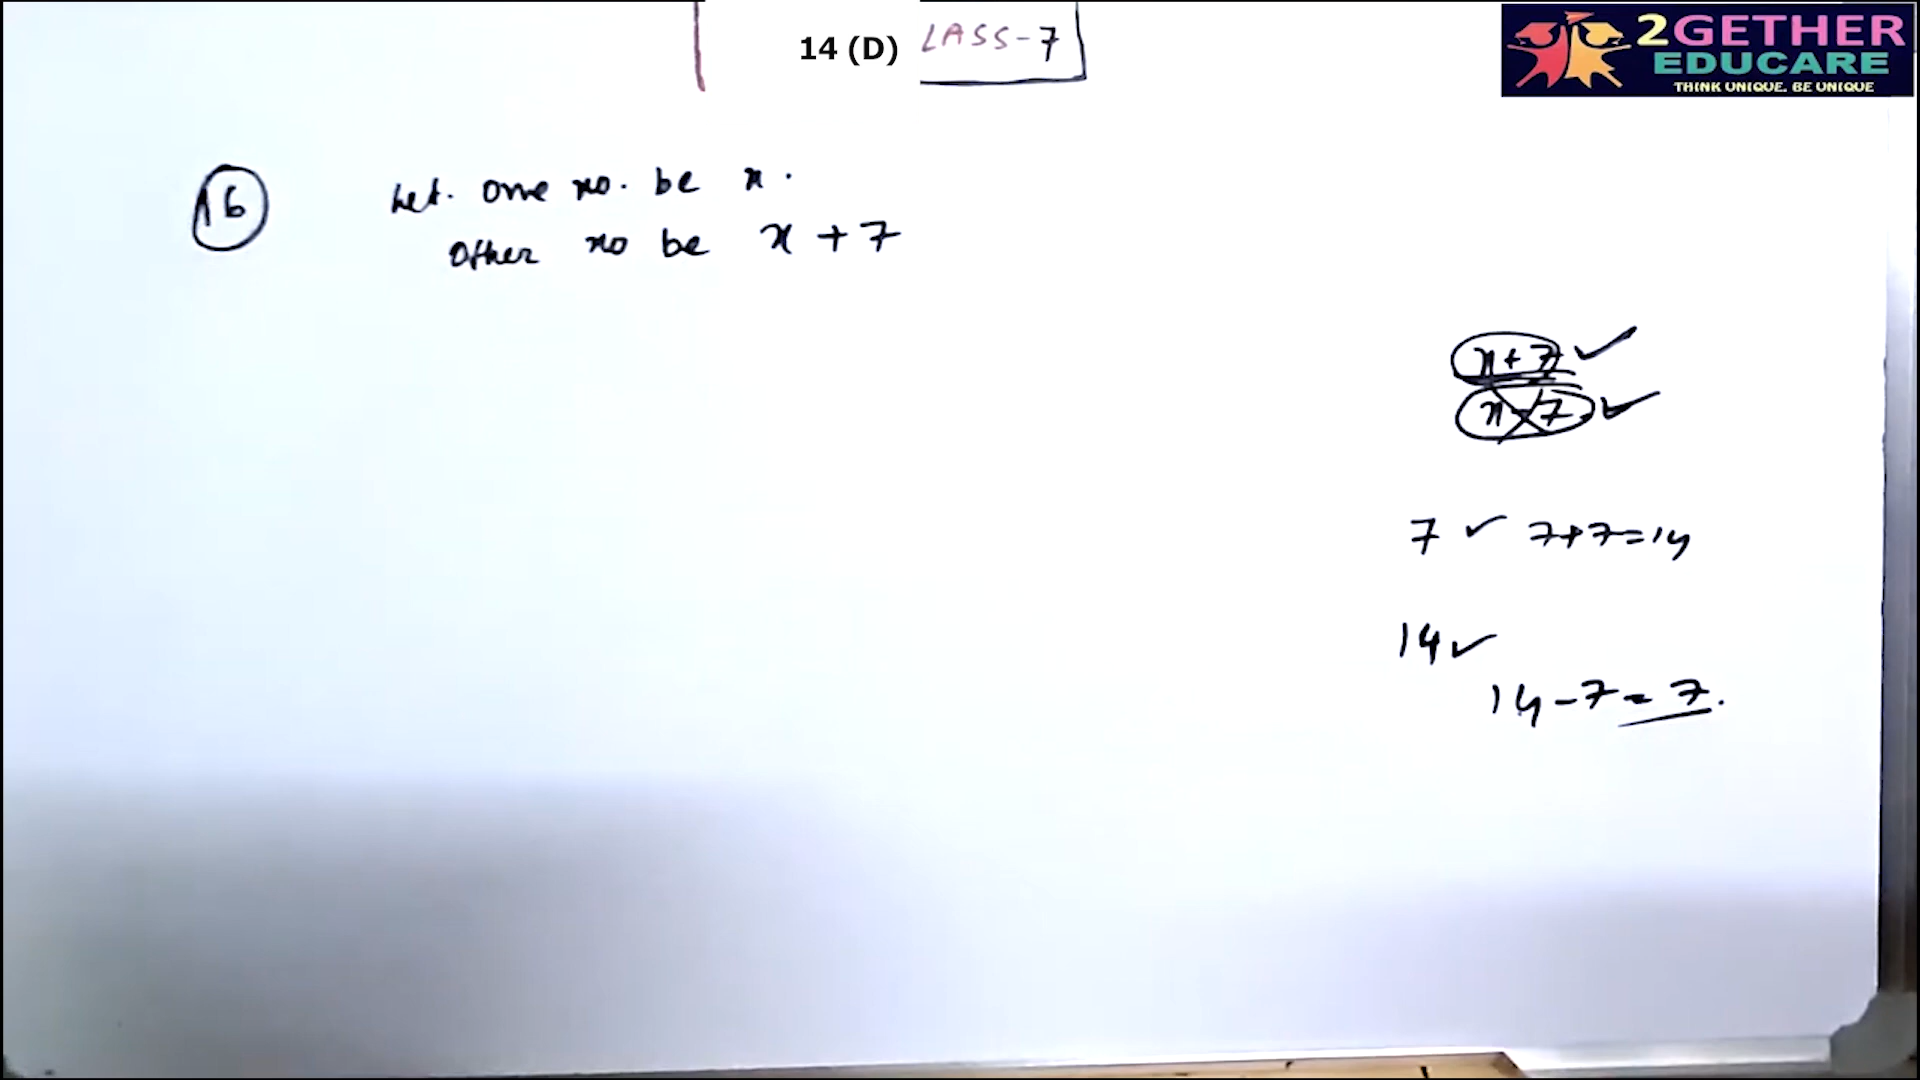 14 (D) LASS-7
2GETHER
EDUCARE
THINK UNIQUE. BE UNIQUE
16 Let. one no. be x.
Other no be x + 7
x+7 ✓
x-7 ✓
7 ✓ 7+7=14
14 ✓
14-7=7.